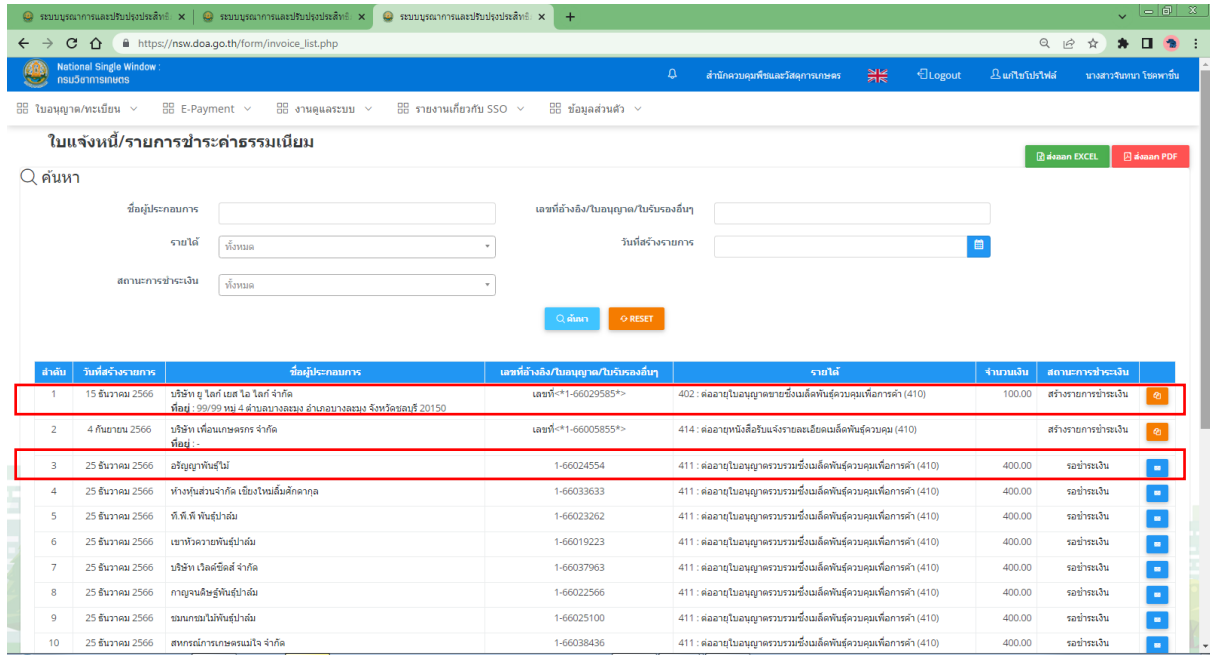 ระบบบูรณาการและปรับปรุงประสิทธิ ระบบบูรณาการและปรับปรุงประสิทธิ ระบบบูรณาการและปรับปรุงประสิทธิ
https://nsw.doa.go.th/form/invoice_list.php
National Single Window :
กรมวิชาการเกษตร
สำนักควบคุมพืชและวัสดุการเกษตร Logout แก้ไขโปรไฟล์ นางสาวจันทนา โชคพาชื่น
ใบอนุญาต/ทะเบียน E-Payment งานดูแลระบบ รายงานเกี่ยวกับ SSO ข้อมูลส่วนตัว
ใบแจ้งหนี้/รายการชำระค่าธรรมเนียม
ส่งออก EXCEL ส่งออก PDF
ค้นหา
ชื่อผู้ประกอบการ เลขที่อ้างอิง/ใบอนุญาต/ใบรับรองอื่นๆ
รายได้ ทั้งหมด วันที่สร้างรายการ
สถานะการชำระเงิน ทั้งหมด
ค้นหา RESET
ลำดับ วันที่สร้างรายการ ชื่อผู้ประกอบการ เลขที่อ้างอิง/ใบอนุญาต/ใบรับรองอื่นๆ รายได้ จำนวนเงิน สถานะการชำระเงิน
1 15 ธันวาคม 2566 บริษัท ยู ไลก์ เยส ไอ ไลก์ จำกัด เลขที่<*1-66029585*> 402 : ต่ออายุใบอนุญาตขายซึ่งเมล็ดพันธุ์ควบคุมเพื่อการค้า (410) 100.00 สร้างรายการชำระเงิน
ที่อยู่ : 99/99 หมู่ 4 ตำบลบางละมุง อำเภอบางละมุง จังหวัดชลบุรี 20150
2 4 กันยายน 2566 บริษัท เพื่อนเกษตรกร จำกัด เลขที่<*1-66005855*> 414 : ต่ออายุหนังสือรับแจ้งรายละเอียดเมล็ดพันธุ์ควบคุม (410) สร้างรายการชำระเงิน
ที่อยู่ : -
3 25 ธันวาคม 2566 อรัญญาพันธุ์ไม้ 1-66024554 411 : ต่ออายุใบอนุญาตรวบรวมซึ่งเมล็ดพันธุ์ควบคุมเพื่อการค้า (410) 400.00 รอชำระเงิน
4 25 ธันวาคม 2566 ห้างหุ้นส่วนจำกัด เชียงใหม่ลิ้มศักดากุล 1-66033633 411 : ต่ออายุใบอนุญาตรวบรวมซึ่งเมล็ดพันธุ์ควบคุมเพื่อการค้า (410) 400.00 รอชำระเงิน
5 25 ธันวาคม 2566 ที.พี.พี พันธุ์ปาล์ม 1-66023262 411 : ต่ออายุใบอนุญาตรวบรวมซึ่งเมล็ดพันธุ์ควบคุมเพื่อการค้า (410) 400.00 รอชำระเงิน
6 25 ธันวาคม 2566 เขาหัวควายพันธุ์ปาล์ม 1-66019223 411 : ต่ออายุใบอนุญาตรวบรวมซึ่งเมล็ดพันธุ์ควบคุมเพื่อการค้า (410) 400.00 รอชำระเงิน
7 25 ธันวาคม 2566 บริษัท เวิลด์ซีดส์ จำกัด 1-66037963 411 : ต่ออายุใบอนุญาตรวบรวมซึ่งเมล็ดพันธุ์ควบคุมเพื่อการค้า (410) 400.00 รอชำระเงิน
8 25 ธันวาคม 2566 กาญจนดิษฐ์พันธุ์ปาล์ม 1-66022566 411 : ต่ออายุใบอนุญาตรวบรวมซึ่งเมล็ดพันธุ์ควบคุมเพื่อการค้า (410) 400.00 รอชำระเงิน
9 25 ธันวาคม 2566 ชมนกชมไม้พันธุ์ปาล์ม 1-66025100 411 : ต่ออายุใบอนุญาตรวบรวมซึ่งเมล็ดพันธุ์ควบคุมเพื่อการค้า (410) 400.00 รอชำระเงิน
10 25 ธันวาคม 2566 สหกรณ์การเกษตรแม่ใจ จำกัด 1-66038436 411 : ต่ออายุใบอนุญาตรวบรวมซึ่งเมล็ดพันธุ์ควบคุมเพื่อการค้า (410) 400.00 รอชำระเงิน